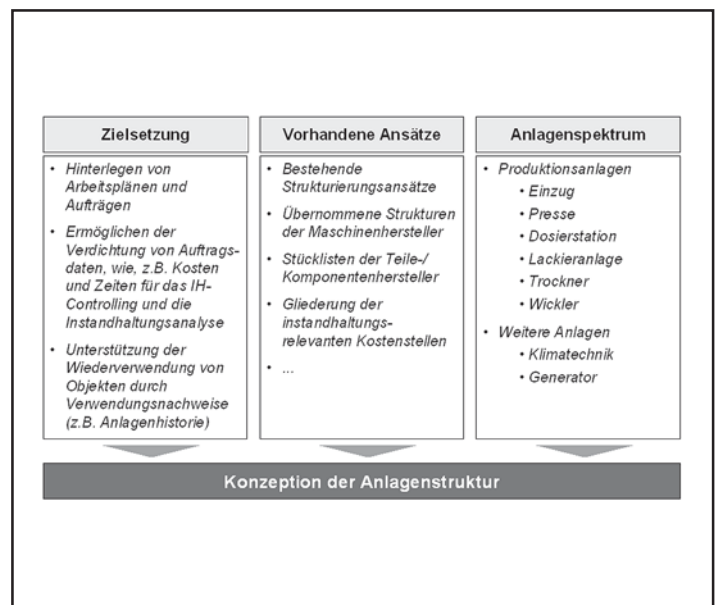 Zielsetzung
• Hinterlegen von
Arbeitsplänen und
Aufträgen
• Ermöglichen der
Verdichtung von Auftrags-
daten, wie, z.B. Kosten
und Zeiten für das IH-
Controlling und die
Instandhaltungsanalyse
• Unterstützung der
Wiederverwendung von
Objekten durch
Verwendungsnachweise
(z.B. Anlagenhistorie)
Vorhandene Ansätze
• Bestehende
Strukturierungsansätze
• Übernommene Strukturen
der Maschinenhersteller
• Stücklisten der Teile-/
Komponentenhersteller
• Gliederung der
instandhaltungs-
relevanten Kostenstellen
• ...
Anlagenspektrum
• Produktionsanlagen
• Einzug
• Presse
• Dosierstation
• Lackieranlage
• Trockner
• Wickler
• Weitere Anlagen
• Klimatechnik
• Generator
Konzeption der Anlagenstruktur